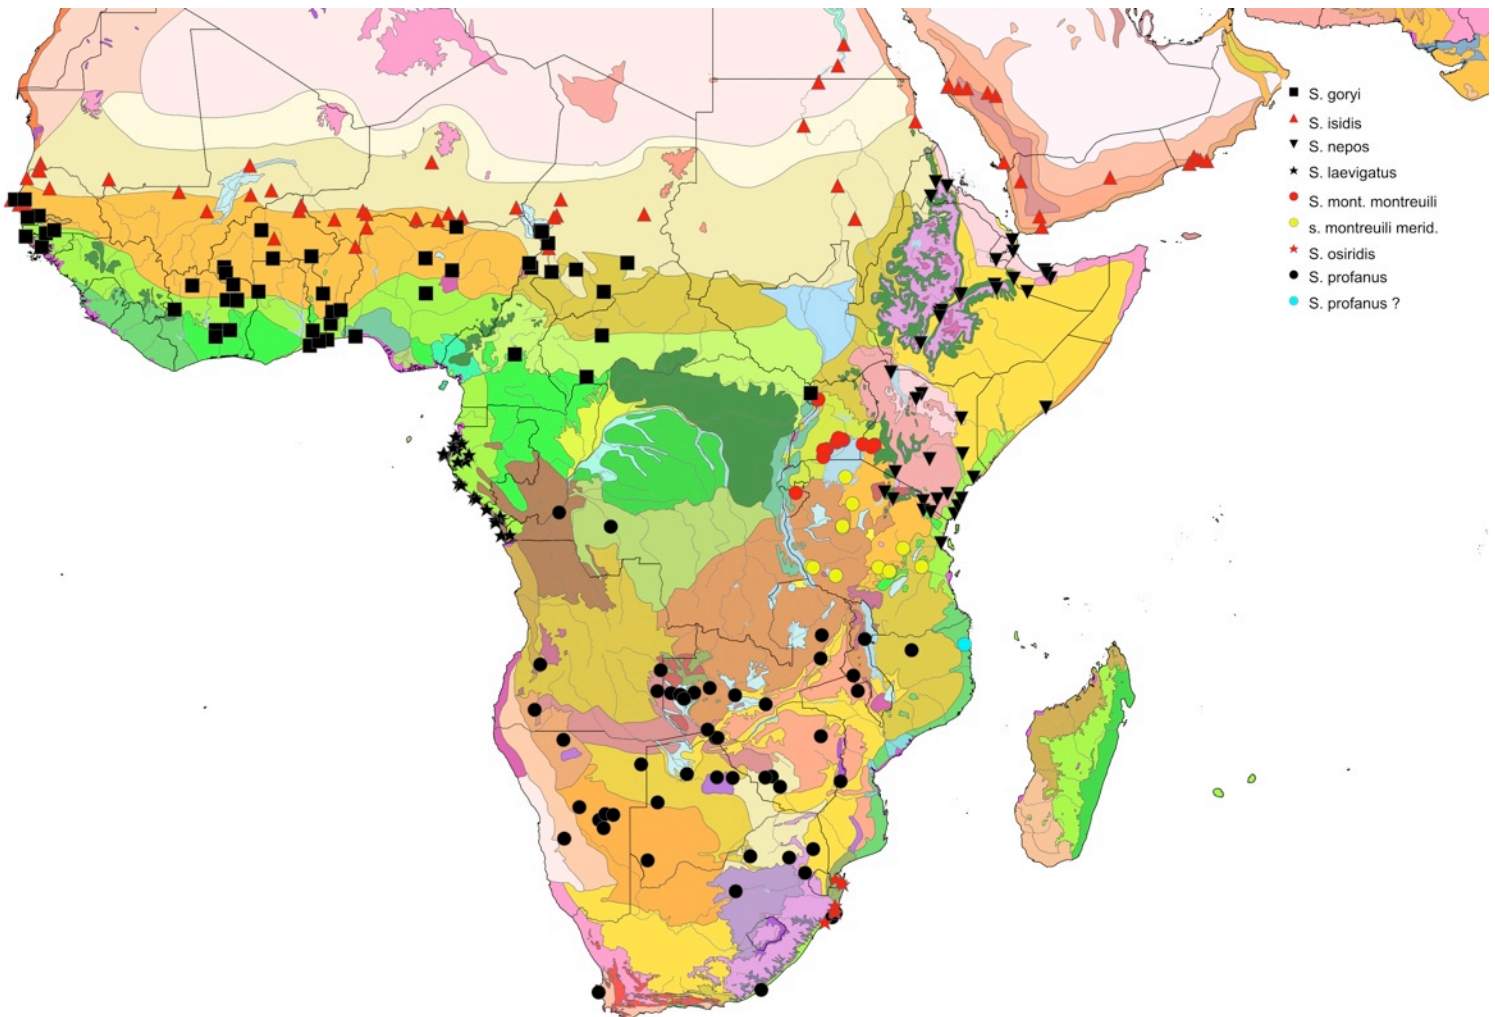 S. goryi
S. isidis
S. nepos
S. laevigatus
S. mont. montreuili
s. montreuili merid.
S. osiridis
S. profanus
S. profanus ?